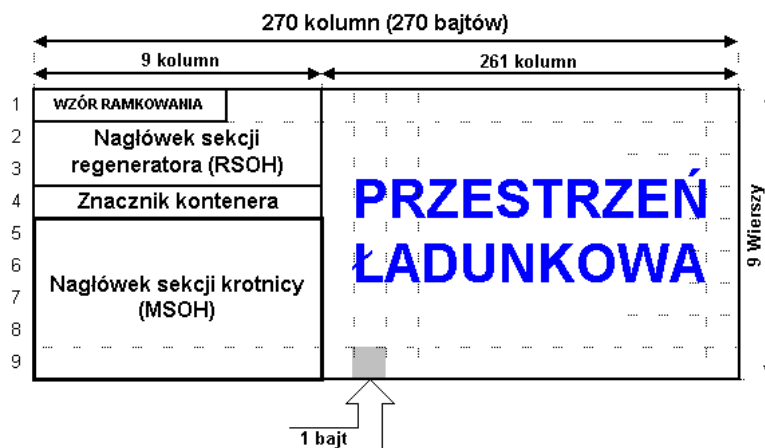 270 kolumn (270 bajtów)
9 kolumn
261 kolumn
1
WZÓR RAMKOWANIA
2
Nagłówek sekcji
3
regeneratora (RSOH)
4
Znacznik kontenera
5
6
Nagłówek sekcji krotnicy
7
(MSOH)
8
9
PRZESTRZEŃ
ŁADUNKOWA
9 Wierszy
1 bajt